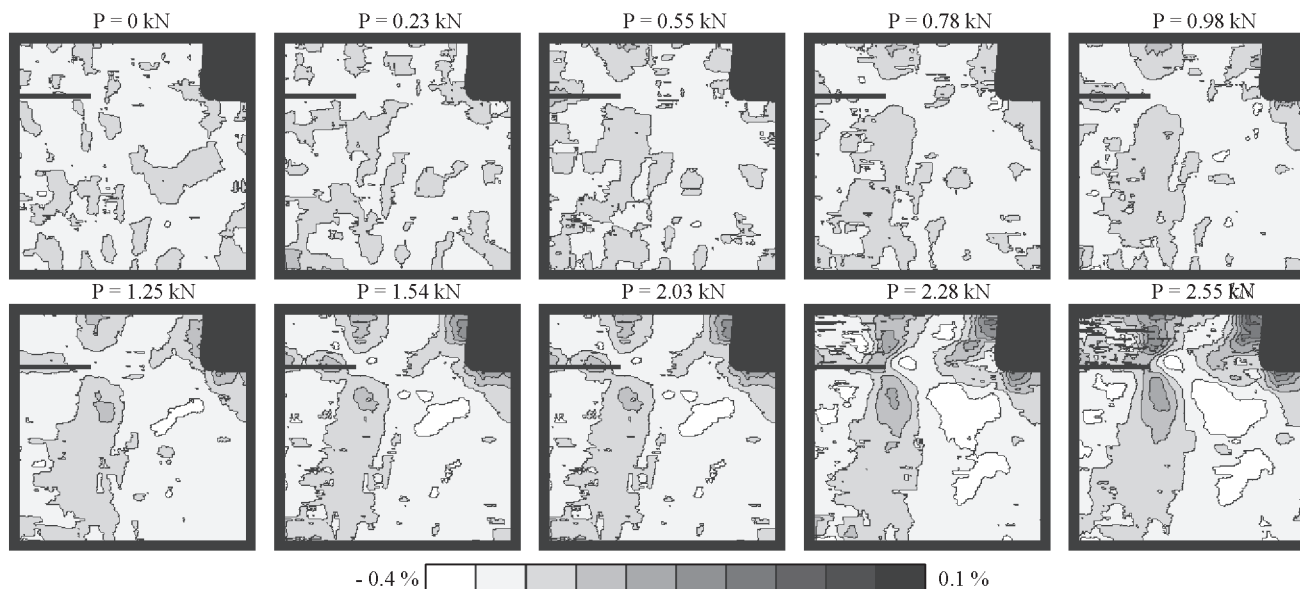 P = 0 kN P = 0.23 kN P = 0.55 kN P = 0.78 kN P = 0.98 kN
P = 1.25 kN P = 1.54 kN P = 2.03 kN P = 2.28 kN P = 2.55 kN
- 0.4 % 0.1 %